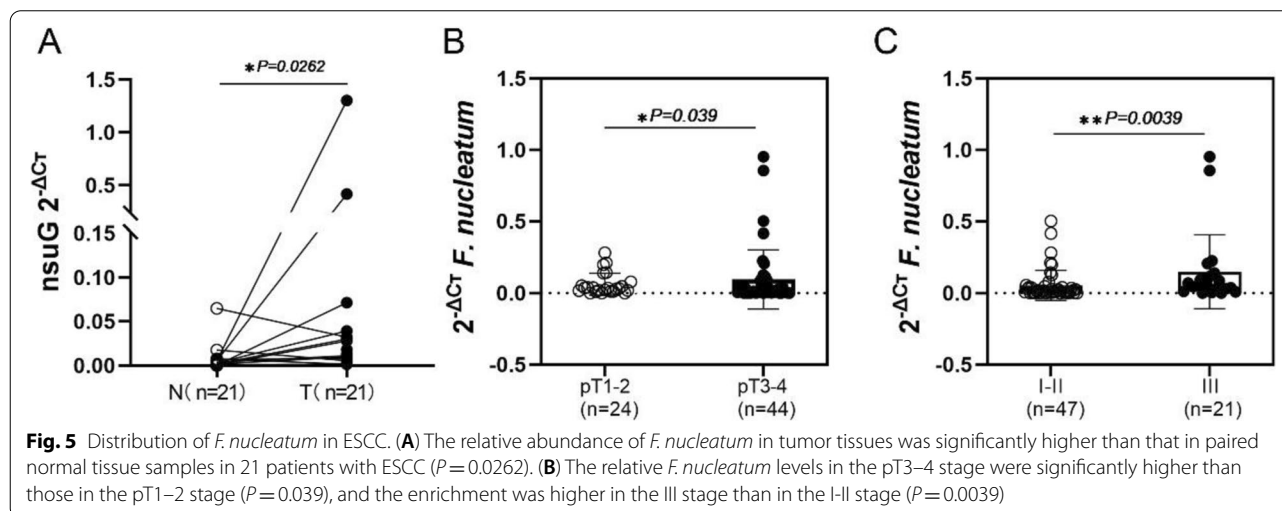 A
B
C
*P=0.0262
*P=0.039
**P=0.0039
nsuG 2-ΔCT
1.5
1.0
0.5
0.15
0.10
0.05
0.00
N( n=21)
T( n=21)
2-ΔCT F. nucleatum
1.5
1.0
0.5
0.0
-0.5
pT1-2
(n=24)
pT3-4
(n=44)
2-ΔCT F. nucleatum
1.5
1.0
0.5
0.0
-0.5
I-II
(n=47)
III
(n=21)
Fig. 5 Distribution of F. nucleatum in ESCC. (A) The relative abundance of F. nucleatum in tumor tissues was significantly higher than that in paired
normal tissue samples in 21 patients with ESCC (P = 0.0262). (B) The relative F. nucleatum levels in the pT3–4 stage were significantly higher than
those in the pT1–2 stage (P = 0.039), and the enrichment was higher in the III stage than in the I-II stage (P = 0.0039)